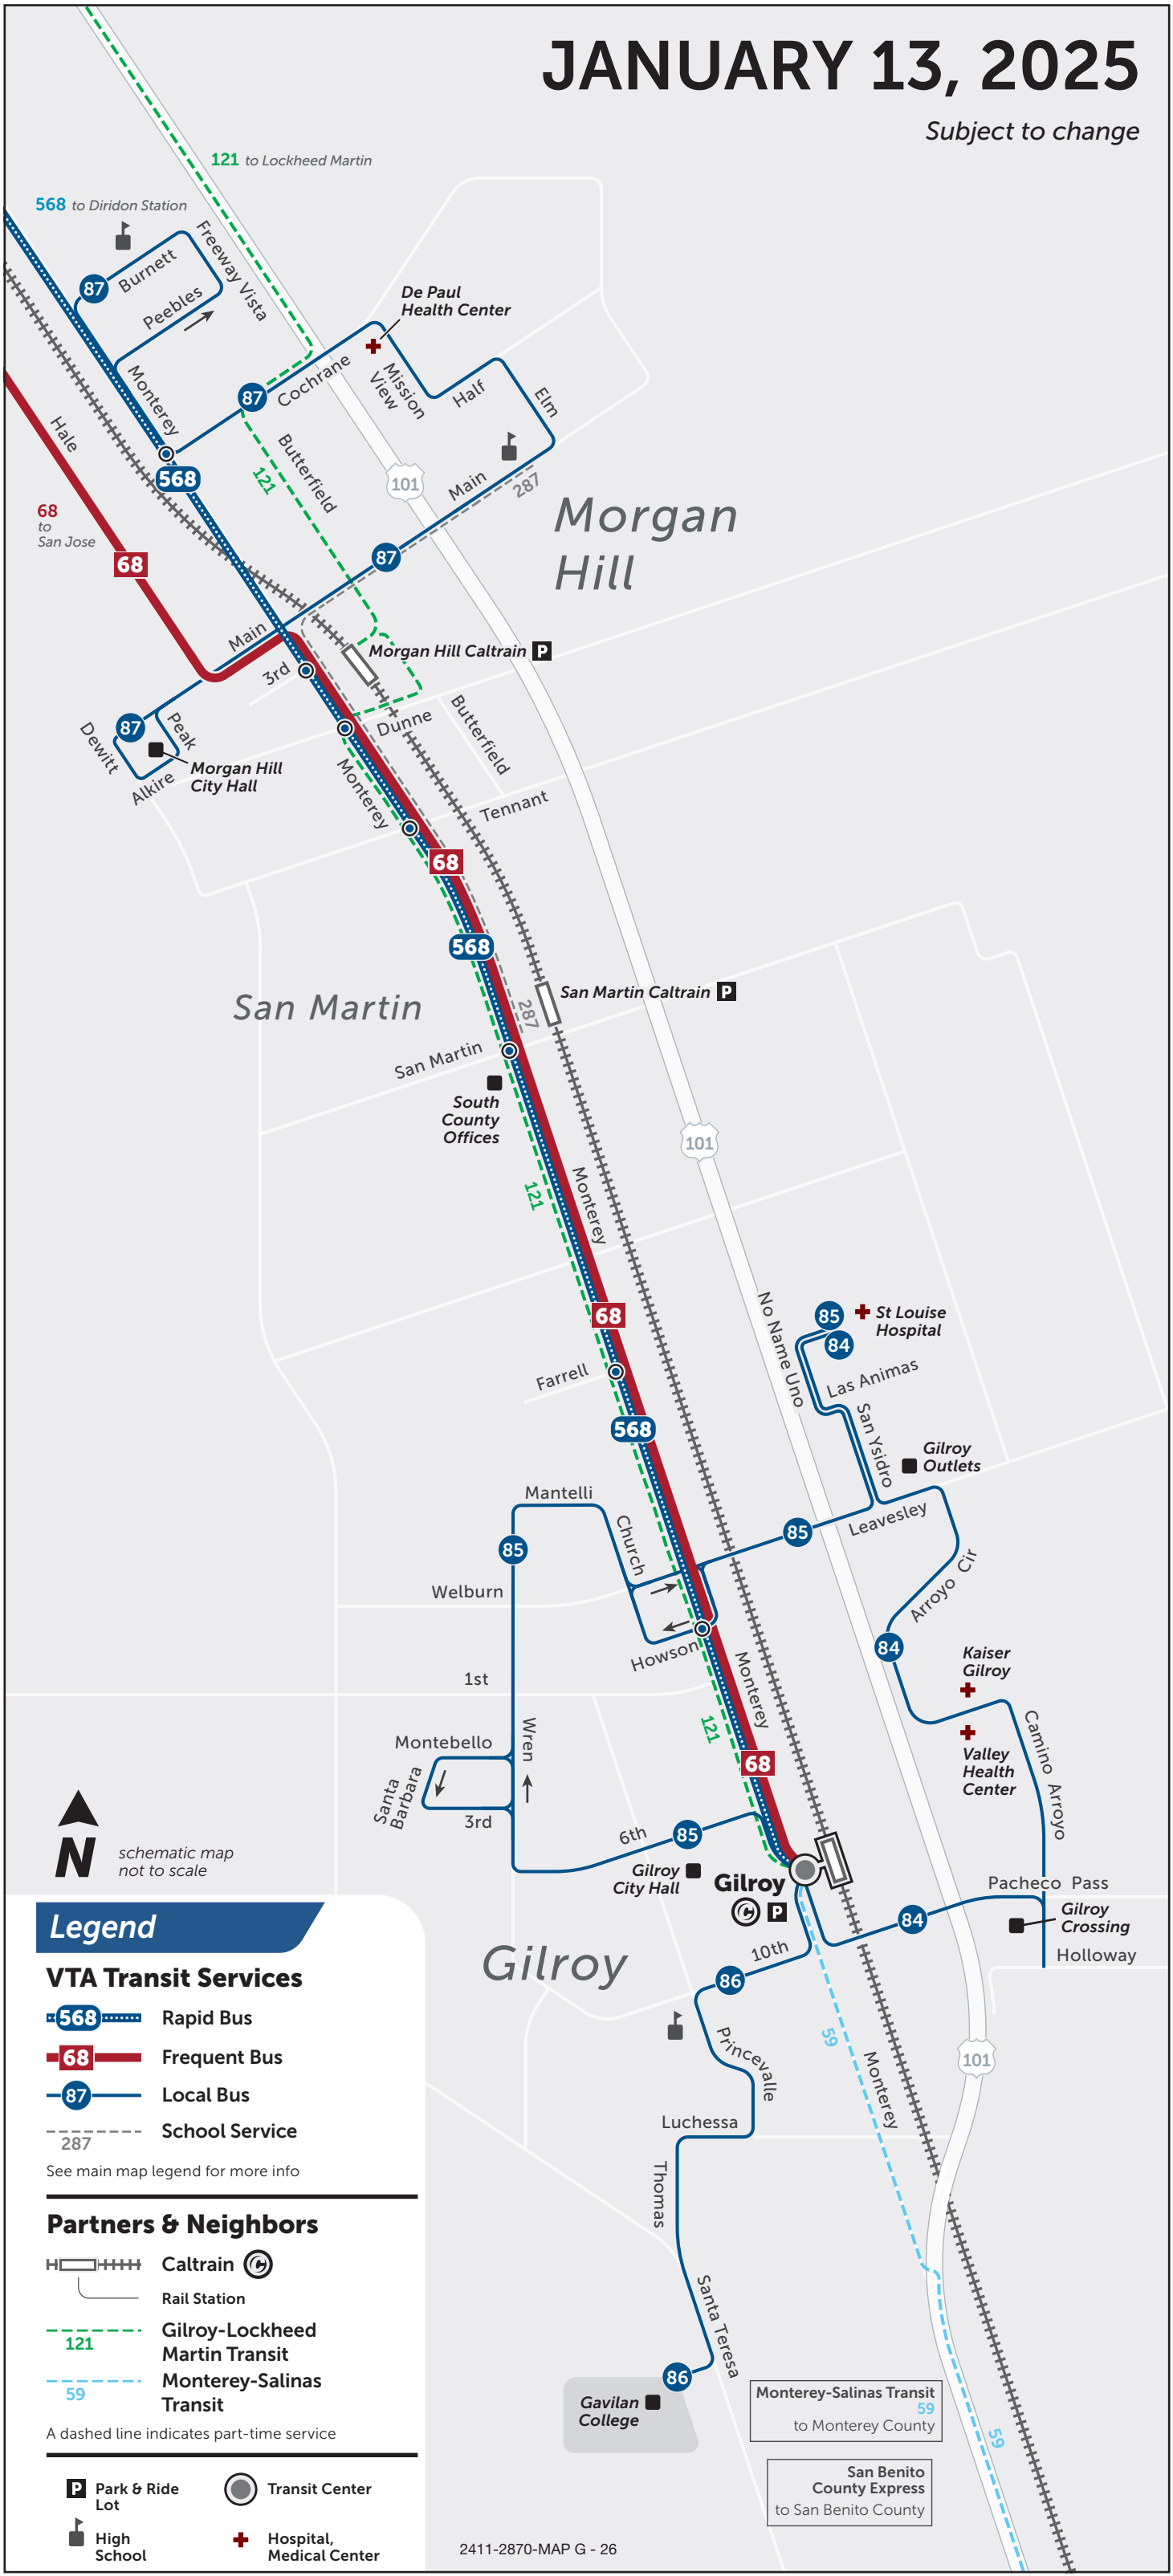 JANUARY 13, 2025
Subject to change
121 to Lockheed Martin
568 to Diridon Station
Freeway Vista
Burnett
87
Peebles
De Paul
Health Center
Monterey
Cochrane
87
Mission
View
Half
Elm
Hale
568
Butterfield
121
101
Main
287
68
to
San Jose
68
87
Morgan
Hill
Main
3rd
Morgan Hill Caltrain P
87
Peak
Dewitt
Alkire
Morgan Hill
City Hall
Dunne
Butterfield
Monterey
Tennant
68
568
San Martin
287
San Martin Caltrain P
San Martin
South
County
Offices
101
121
Monterey
No Name Uno
68
85
84
St Louise
Hospital
Farrell
Las Animas
568
San Ysidro
Gilroy
Outlets
Mantelli
Leavesley
85
85
Church
Arroyo Cir
Welburn
Howson
84
Kaiser
Gilroy
1st
Monterey
121
Wren
Montebello
Camino Arroyo
Valley
Health
Center
68
Santa
Barbara
3rd
6th
85
N
schematic map
not to scale
Gilroy
City Hall
Gilroy
C P
Pacheco Pass
84
Gilroy
Crossing
Holloway
Gilroy
10th
86
59
Princevalle
Monterey
101
Luchessa
Thomas
Santa Teresa
86
Gavilan
College
Monterey-Salinas Transit
59
to Monterey County
59
San Benito
County Express
to San Benito County
2411-2870-MAP G - 26
Legend
VTA Transit Services
568 Rapid Bus
68 Frequent Bus
87 Local Bus
287 School Service
See main map legend for more info
Partners & Neighbors
Caltrain C
Rail Station
121 Gilroy-Lockheed
Martin Transit
59 Monterey-Salinas
Transit
A dashed line indicates part-time service
P Park & Ride
Lot
Transit Center
High
School
Hospital,
Medical Center